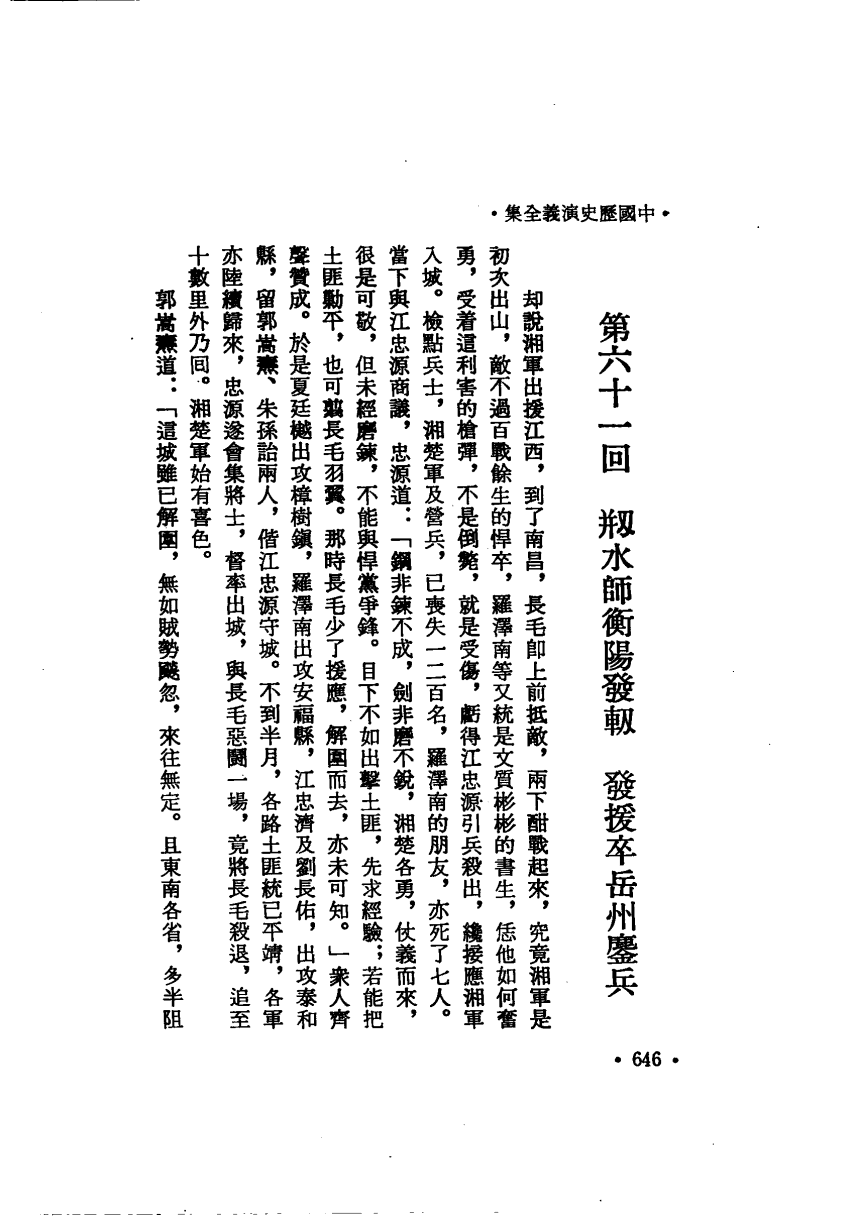 •中國歷史演義全集•
第六十一回　剏水師衡陽發軔　發援卒岳州鏖兵
却說湘軍出援江西，到了南昌，長毛卽上前抵敵，兩下酣戰起來，究竟湘軍是
初次出山，敵不過百戰餘生的悍卒，羅澤南等又統是文質彬彬的書生，恁他如何奮
勇，受着這利害的槍彈，不是倒斃，就是受傷，虧得江忠源引兵殺出，纔接應湘軍
入城。檢點兵士，湘楚軍及營兵，已喪失一二百名，羅澤南的朋友，亦死了七人。
當下與江忠源商議，忠源道：「鋼非鍊不成，劍非磨不銳，湘楚各勇，仗義而來，
很是可敬，但未經磨鍊，不能與悍黨爭鋒。目下不如出擊土匪，先求經驗；若能把
土匪勦平，也可翦長毛羽翼。那時長毛少了援應，解圍而去，亦未可知。」衆人齊
聲贊成。於是夏廷樾出攻樟樹鎭，羅澤南出攻安福縣，江忠濟及劉長佑，出攻泰和
縣，留郭嵩燾、朱孫詒兩人，偕江忠源守城。不到半月，各路土匪統已平靖，各軍
亦陸續歸來，忠源遂會集將士，督率出城，與長毛惡鬭一場，竟將長毛殺退，追至
十數里外乃回。湘楚軍始有喜色。
郭嵩燾道：「這城雖已解圍，無如賊勢飈忽，來往無定。且東南各省，多半阻
•646•